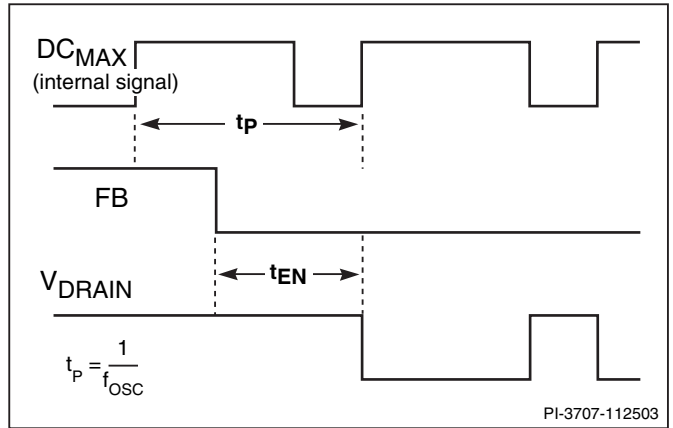 DCMAX
(internal signal)
tP
FB
tEN
VDRAIN
tP = 1/fOSC
PI-3707-112503